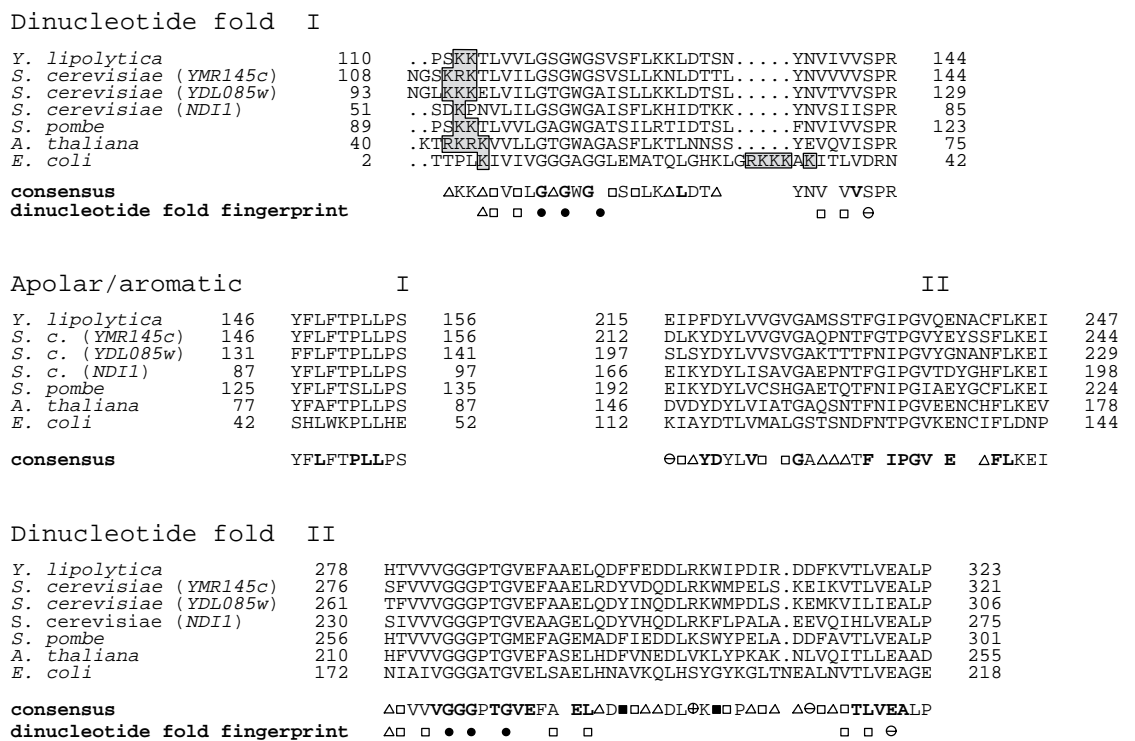 Dinucleotide fold I
Y. lipolytica 110 ..PSKKTLVVLGSGWGSVSFLKKLDTSN.....YNVIVVSPR 144
S. cerevisiae (YMR145c) 108 NGSKRKTLVVLGSGWGSVSLLKNLDTTL.....YNVVVVSPR 144
S. cerevisiae (YDL085w) 93 NGLKKKELVILGTGWGAISLLKKLDTSL.....YNVTVVSPR 129
S. cerevisiae (NDI1) 51 ..SDKPNVLILGSGWGAISFLKHIDTKK.....YNVSIISPR 85
S. pombe 89 ..PSKKTLVVLGAGWGATSILRTIDTSL.....FNVIVVSPR 123
A. thaliana 40 .KTRKRKVVLLGTGWAGASFLKTLNNSS.....YEVQVISPR 75
E. coli 2 ..TTPLKIVIVGGGAGGLEMATQLGHKLGRKKKAKITLVDRN 42
consensus △KK△□V□LG△GWG □S□LK△LDT△ YNV VVSPR
dinucleotide fold fingerprint △□ □ ● ● ● □ □ ⊖
Apolar/aromatic I II
Y. lipolytica 146 YFLFTPLLPS 156 215 EIPFDYLVVGVGAMSSTFGIPGVQENACFLKEI 247
S. c. (YMR145c) 146 YFLFTPLLPS 156 212 DLKYDYLVVGVGAQPNTFGTPGVYEYSSFLKEI 244
S. c. (YDL085w) 131 FFLFTPLLPS 141 197 SLSYDYLVVSVGAKTTTFNIPGVYGNANFLKEI 229
S. c. (NDI1) 87 YFLFTPLLPS 97 166 EIKYDYLISAVGAEPNTFGIPGVTDYGHFLKEI 198
S. pombe 125 YFLFTSLLPS 135 192 EIKYDYLVCSHGAETQTFNIPGIAEYGCFLKEI 224
A. thaliana 77 YFAFTPLLPS 87 146 DVDYDYLVIATGAQSNTFNIPGVEENCHFLKEV 178
E. coli 42 SHLWKPLLHE 52 112 KIAYDTLVMALGSTSNDFNTPGVKENCIFLDNP 144
consensus YFLFTPLLPS ⊖□△YDYLV□ □GA△△△TF IPGV E △FLKEI
Dinucleotide fold II
Y. lipolytica 278 HTVVVGGGPTGVEFAAELQDFFEDDLRKWIPDIR.DDFKVTLVEALP 323
S. cerevisiae (YMR145c) 276 SFVVVGGGPTGVEFAAELRDYVDQDLRKWMPELS.KEIKVTLVEALP 321
S. cerevisiae (YDL085w) 261 TFVVVGGGPTGVEFAAELQDYINQDLRKWMPDLS.KEMKVILIEALP 306
S. cerevisiae (NDI1) 230 SIVVVGGGPTGVEAAGELQDYVHQDLRKFLPALA.EEVQIHLVEALP 275
S. pombe 256 HTVVVGGGPTGMEFAGEMADFIEDDLKSWYPELA.DDFAVTLVEALP 301
A. thaliana 210 HFVVVGGGPTGVEFASELHDFVNEDLVKLYPKAK.NLVQITLLEAAD 255
E. coli 172 NIAIVGGGATGVELSAELHNAVKQLHSYGYKGLTNEALNVTLVEAGE 218
consensus △□VVVGGGPTGVEFA EL△D■□△△DL⊕K■□P△□△ △⊖□△□TLVEALP
dinucleotide fold fingerprint △□ □ ● ● ● □ □ □ □ ⊖